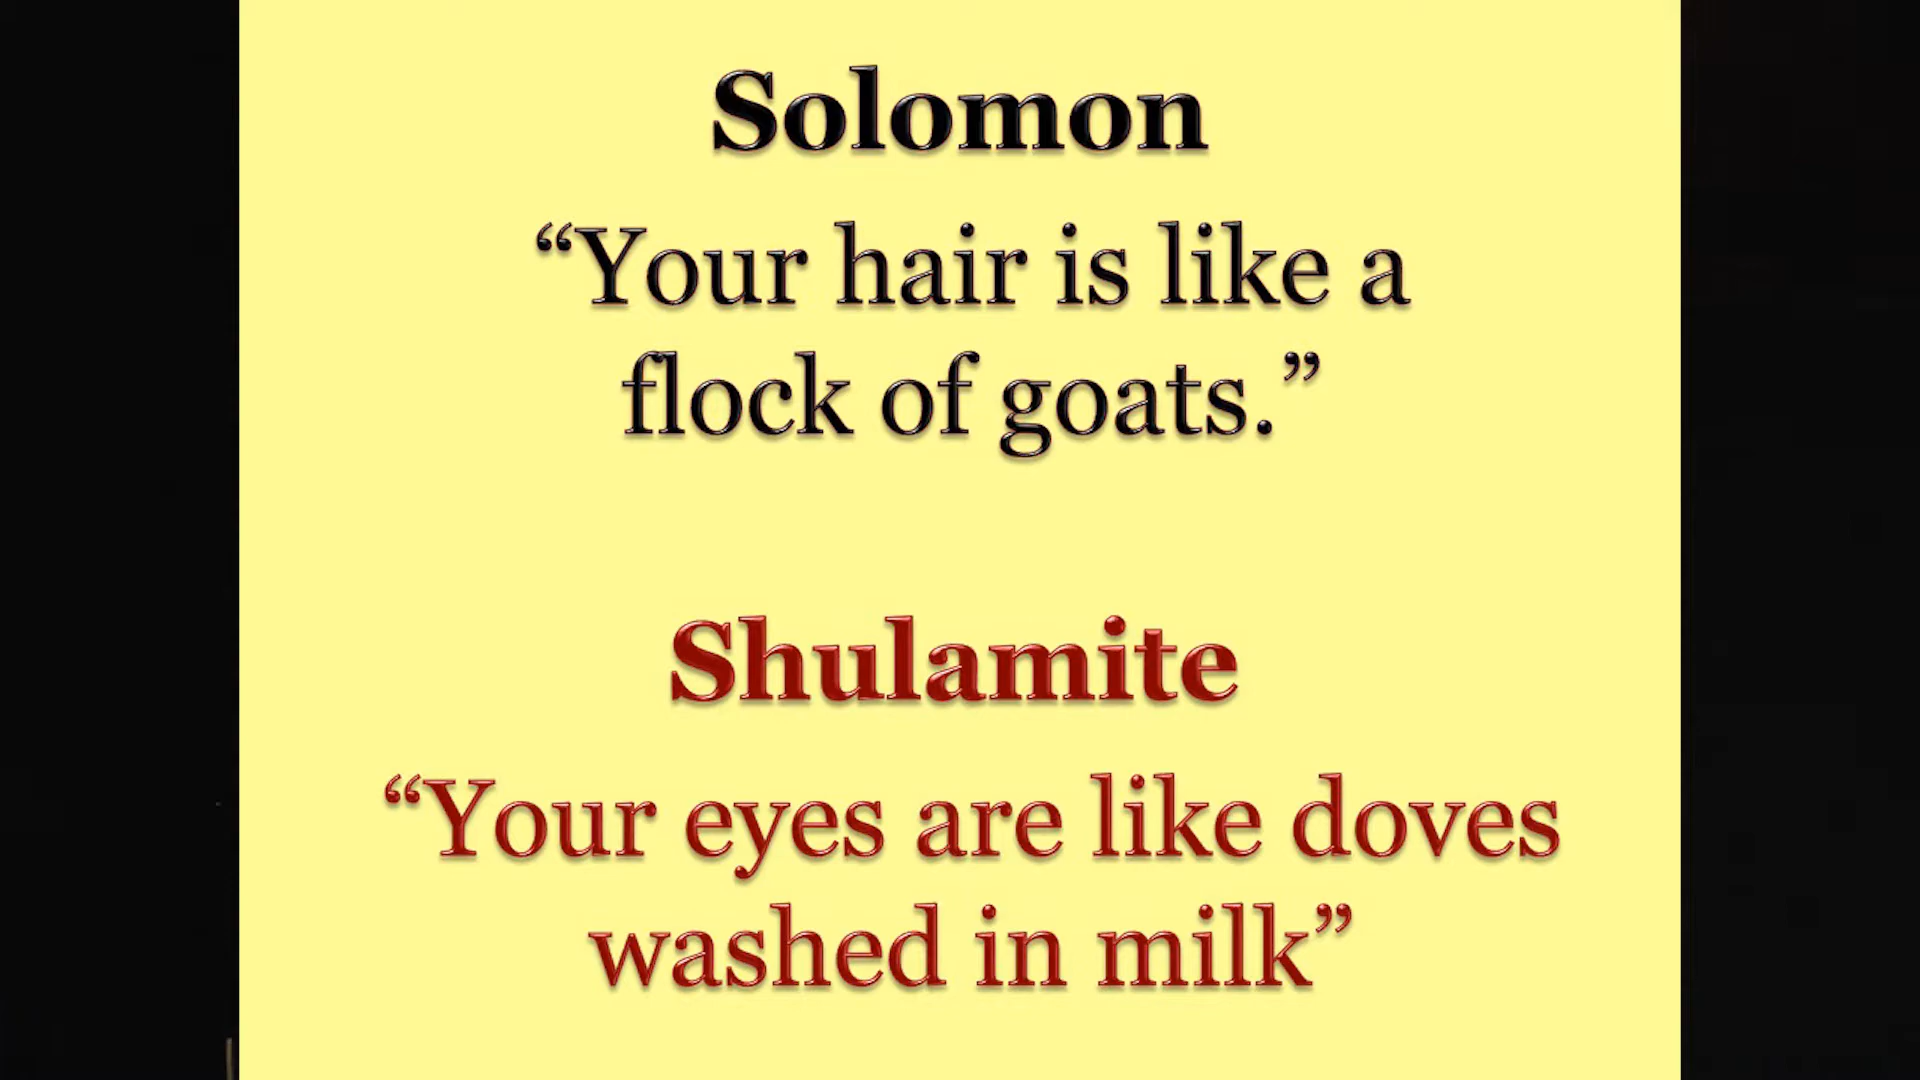 Solomon
“Your hair is like a
flock of goats.”
Shulamite
“Your eyes are like doves
washed in milk”